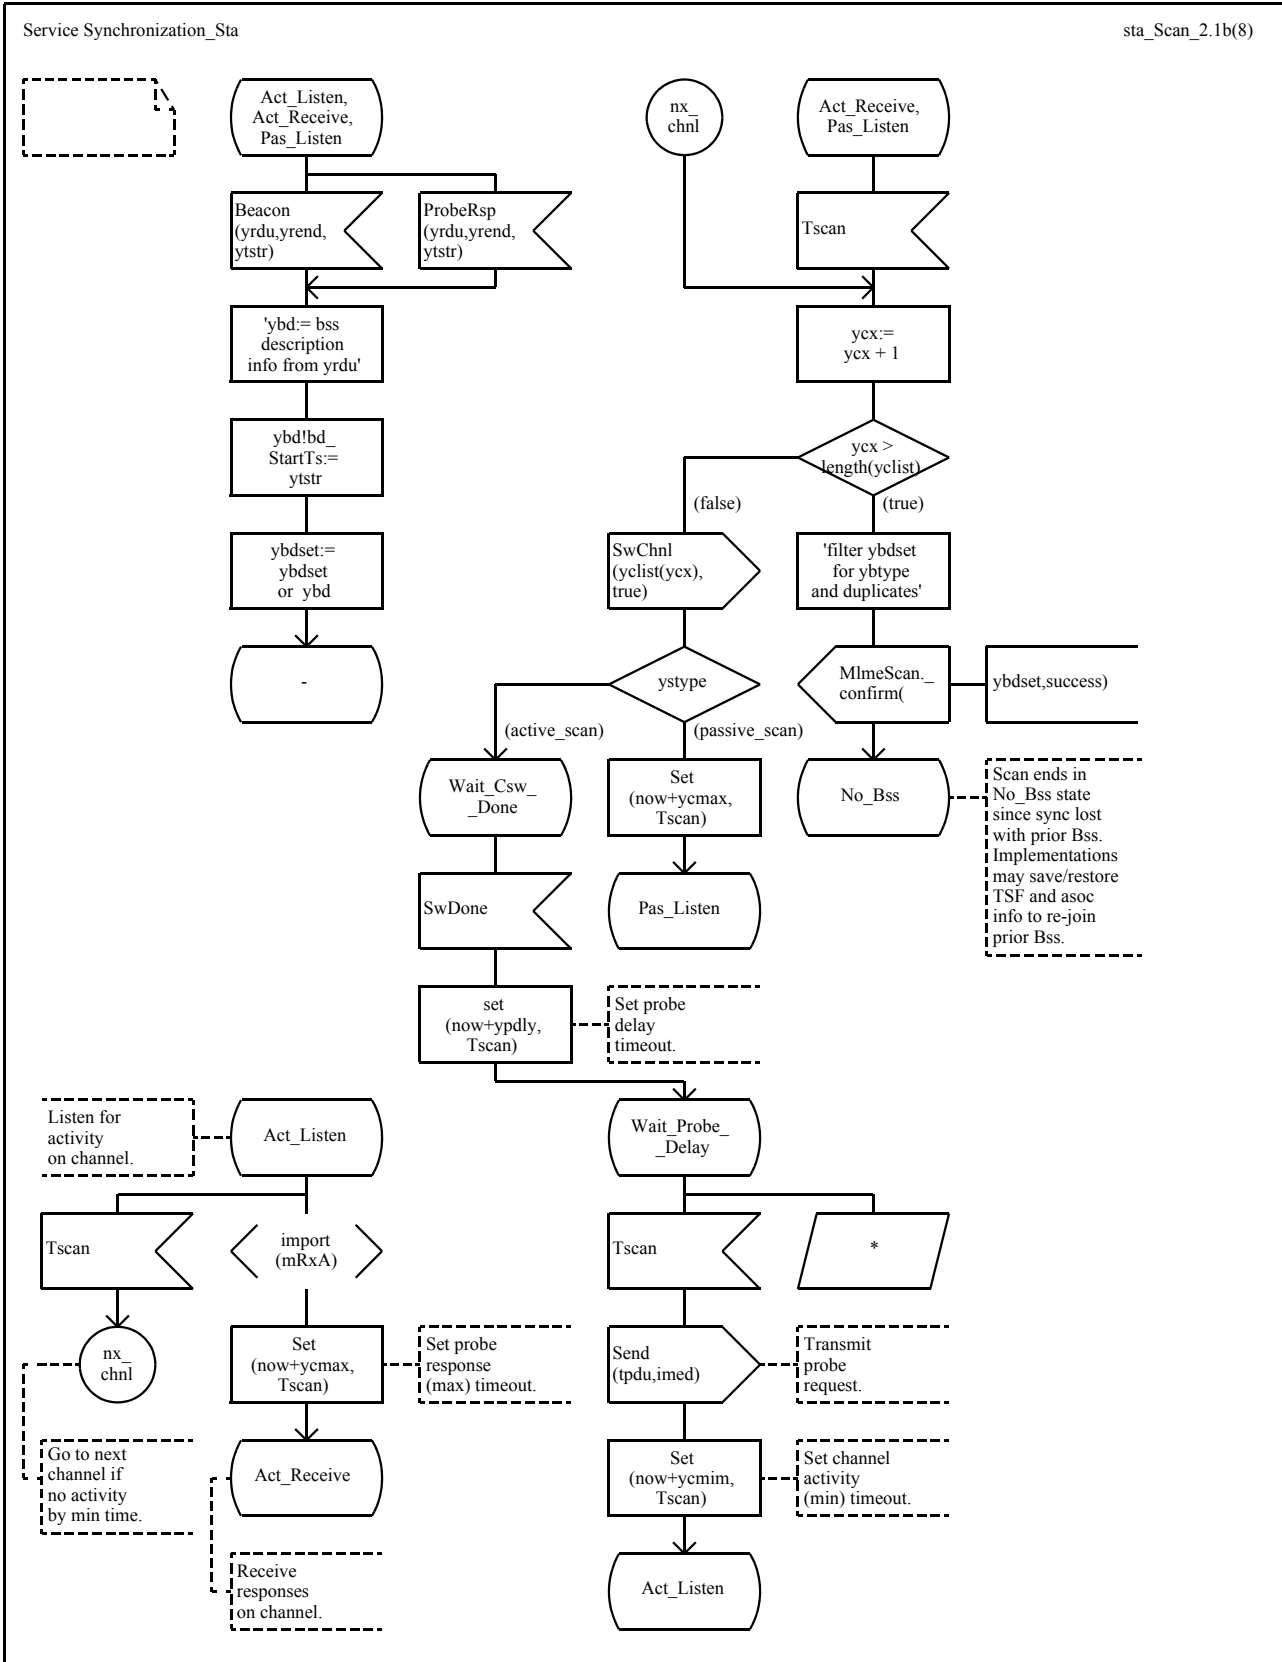 Service Synchronization_Sta
sta_Scan_2.1b(8)
Act_Listen,
Act_Receive,
Pas_Listen
Beacon
(yrdu,yrend,
ytstr)
ProbeRsp
(yrdu,yrend,
ytstr)
'ybd:= bss
description
info from yrdu'
ybd!bd_
StartTs:=
ytstr
ybdset:=
ybdset
or ybd
-
nx_
chnl
Act_Receive,
Pas_Listen
Tscan
ycx:=
ycx + 1
ycx >
length(yclist)
(false)
(true)
SwChnl
(yclist(ycx),
true)
'filter ybdset
for ybtype
and duplicates'
ystype
MlmeScan._
confirm(
ybdset,success)
(active_scan)
(passive_scan)
Wait_Csw_
_Done
Set
(now+ycmax,
Tscan)
No_Bss
Scan ends in
No_Bss state
since sync lost
with prior Bss.
Implementations
may save/restore
TSF and asoc
info to re-join
prior Bss.
SwDone
Pas_Listen
set
(now+ypdly,
Tscan)
Set probe
delay
timeout.
Wait_Probe_
_Delay
Tscan
*
Send
(tpdu,imed)
Transmit
probe
request.
Set
(now+ycmim,
Tscan)
Set channel
activity
(min) timeout.
Act_Listen
Listen for
activity
on channel.
Act_Listen
Tscan
import
(mRxA)
nx_
chnl
Set
(now+ycmax,
Tscan)
Set probe
response
(max) timeout.
Go to next
channel if
no activity
by min time.
Act_Receive
Receive
responses
on channel.